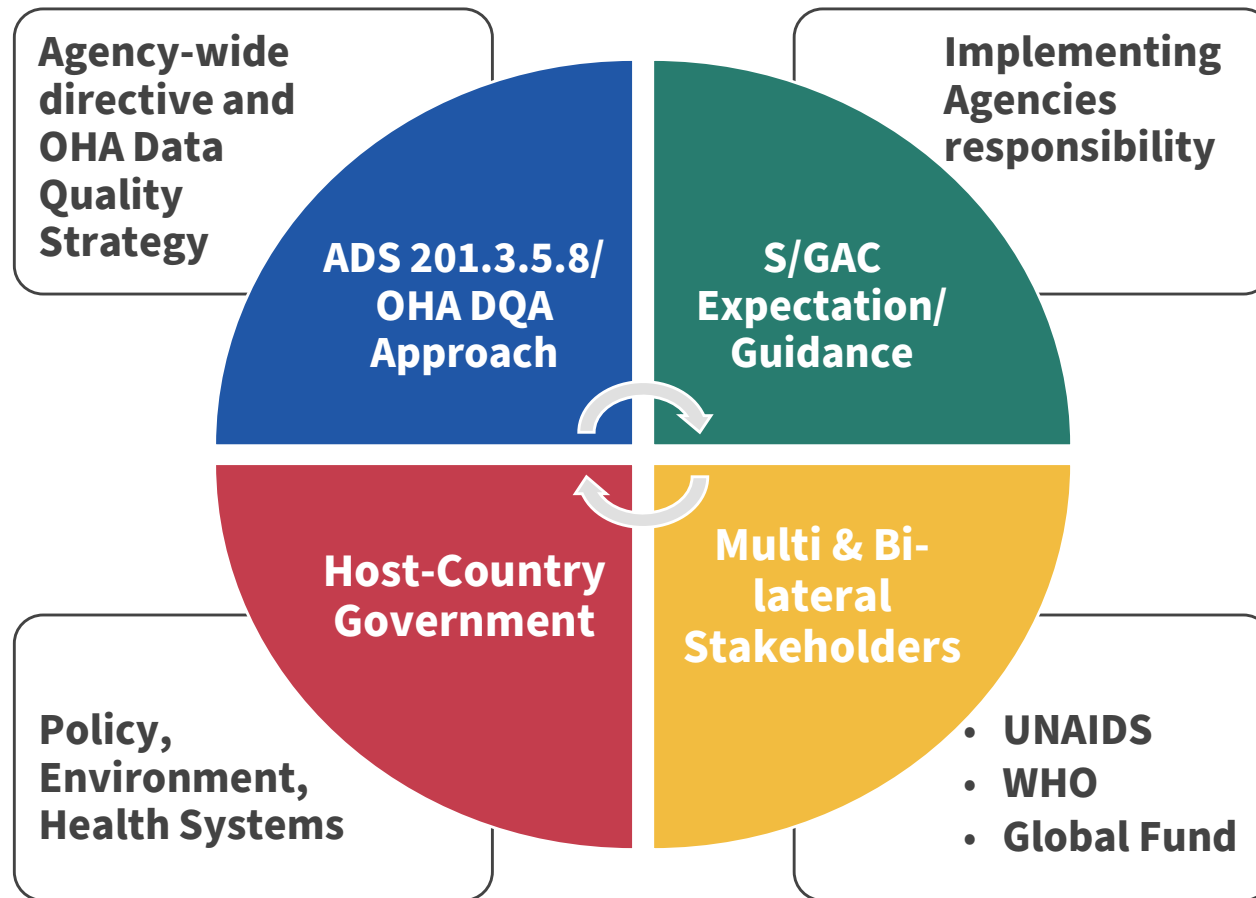 Agency-wide
directive and
OHA Data
Quality
Strategy
Implementing
Agencies
responsibility
ADS 201.3.5.8/
OHA DQA
Approach
S/GAC
Expectation/
Guidance
Host-Country
Government
Multi & Bi-
lateral
Stakeholders
Policy,
Environment,
Health Systems
• UNAIDS
• WHO
• Global Fund